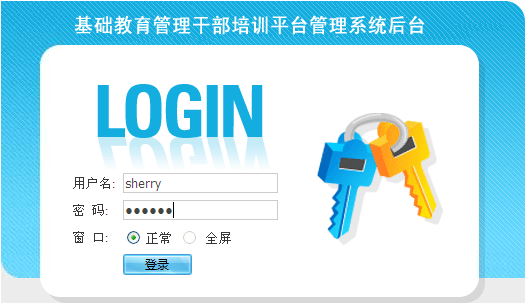 基础教育管理干部培训平台管理系统后台
LOGIN
用户名: sherry
密 码: ●●●●●●
窗 口: 正常 全屏
登录